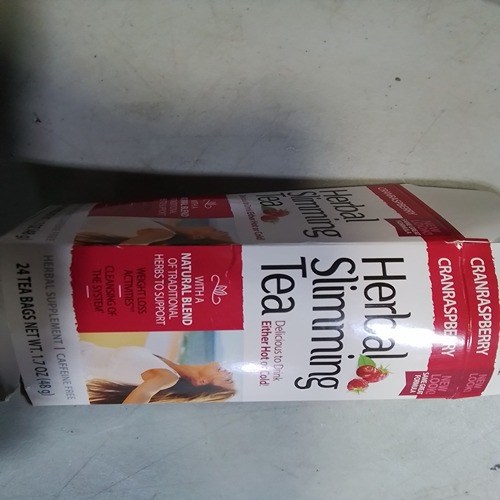 CRANRASPBERRY
CRANRASPBERRY
NEW LOOK!
SAME GREAT
FORMULA
Herbal
Slimming
Tea
Delicious to Drink
Either Hot or Cold!
WITH A
NATURAL BLEND
OF TRADITIONAL
HERBS TO SUPPORT
WEIGHT LOSS
ACTIVITIES
CLEANSING OF
THE SYSTEM
HERBAL SUPPLEMENT | CAFFEINE FREE
24 TEA BAGS NET WT. 1.7 OZ (48 g)
CRANRASPBERRY
Herbal
Slimming
Tea